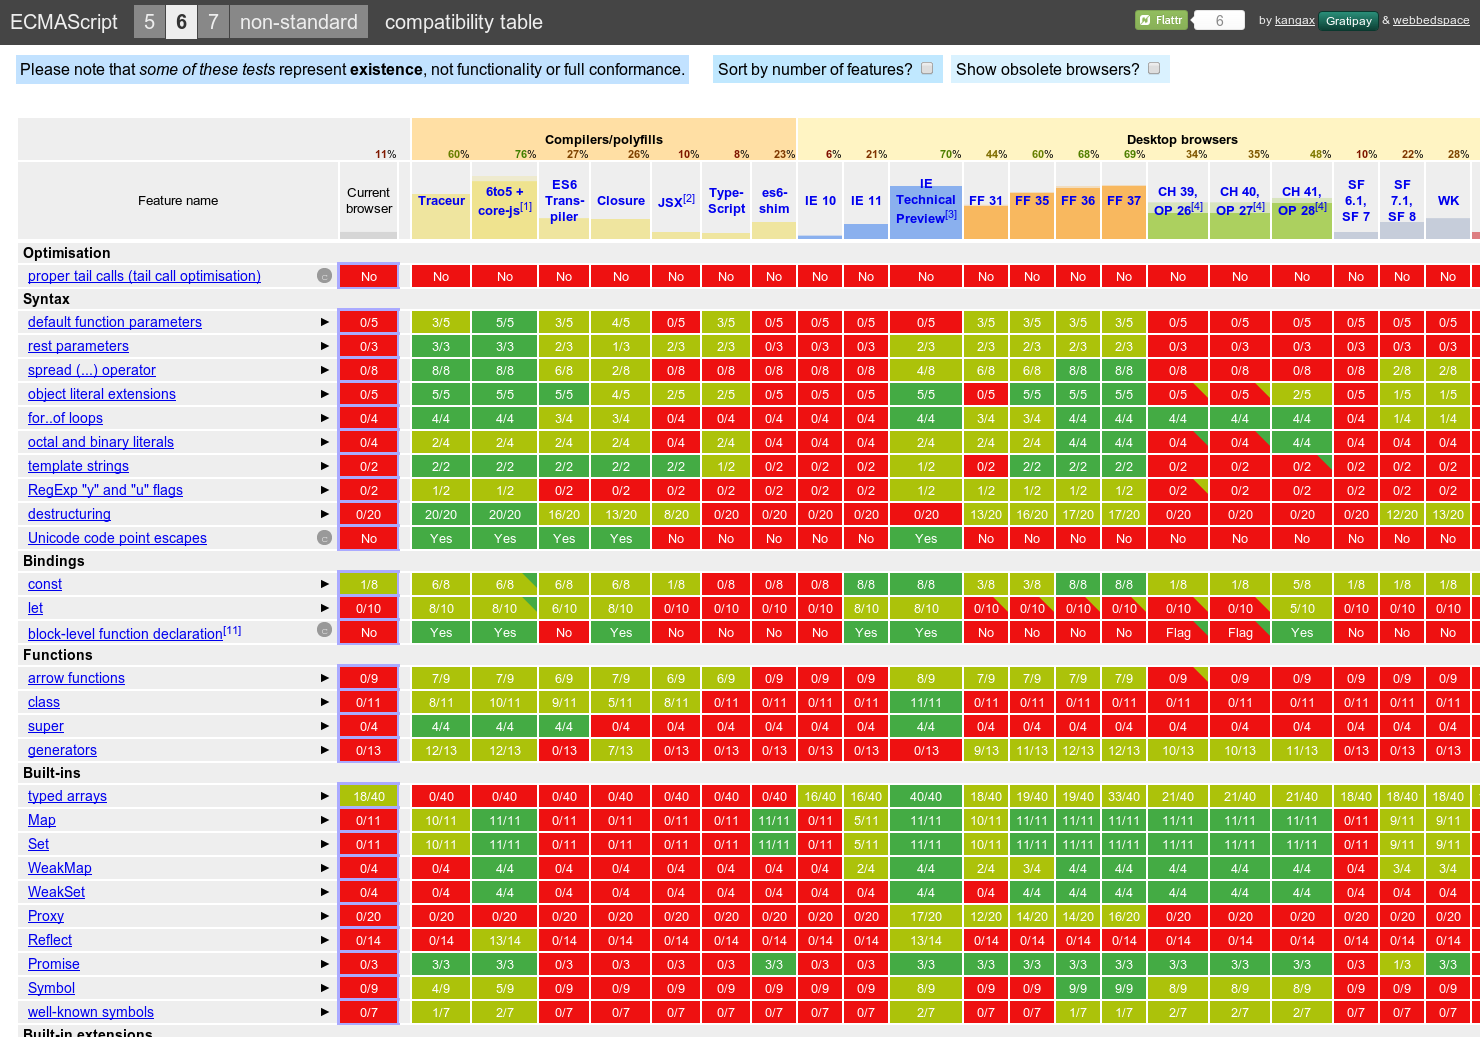 ECMAScript 5 6 7 non-standard compatibility table Flattr 6 by kangax Gratipay & webbedspace
Please note that some of these tests represent existence, not functionality or full conformance. Sort by number of features? Show obsolete browsers?
Compilers/polyfills Desktop browsers
11% 60% 76% 27% 26% 10% 8% 23% 6% 21% 70% 44% 60% 68% 69% 34% 35% 48% 10% 22% 28%
Feature name Current browser Traceur 6to5 + core-js[1] ES6 Trans-piler Closure JSX[2] Type-Script es6-shim IE 10 IE 11 IE Technical Preview[3] FF 31 FF 35 FF 36 FF 37 CH 39, OP 26[4] CH 40, OP 27[4] CH 41, OP 28[4] SF 6.1, SF 7 SF 7.1, SF 8 WK
Optimisation
proper tail calls (tail call optimisation) c No No No No No No No No No No No No No No No No No No No No No No
Syntax
default function parameters 0/5 3/5 5/5 3/5 4/5 0/5 3/5 0/5 0/5 0/5 0/5 3/5 3/5 3/5 3/5 0/5 0/5 0/5 0/5 0/5 0/5
rest parameters 0/3 3/3 3/3 2/3 1/3 2/3 2/3 0/3 0/3 0/3 2/3 2/3 2/3 2/3 2/3 0/3 0/3 0/3 0/3 0/3 0/3
spread (...) operator 0/8 8/8 8/8 6/8 2/8 0/8 0/8 0/8 0/8 0/8 4/8 6/8 6/8 8/8 8/8 0/8 0/8 0/8 0/8 2/8 2/8
object literal extensions 0/5 5/5 5/5 5/5 4/5 2/5 2/5 0/5 0/5 0/5 5/5 0/5 5/5 5/5 5/5 0/5 0/5 2/5 0/5 1/5 1/5
for..of loops 0/4 4/4 4/4 3/4 3/4 0/4 0/4 0/4 0/4 0/4 4/4 3/4 3/4 4/4 4/4 4/4 4/4 4/4 0/4 1/4 1/4
octal and binary literals 0/4 2/4 2/4 2/4 2/4 0/4 2/4 0/4 0/4 0/4 2/4 2/4 2/4 4/4 4/4 0/4 0/4 4/4 0/4 0/4 0/4
template strings 0/2 2/2 2/2 2/2 2/2 2/2 1/2 0/2 0/2 0/2 1/2 0/2 2/2 2/2 2/2 0/2 0/2 0/2 0/2 0/2 0/2
RegExp "y" and "u" flags 0/2 1/2 1/2 0/2 0/2 0/2 0/2 0/2 0/2 0/2 1/2 1/2 1/2 1/2 1/2 0/2 0/2 0/2 0/2 0/2 0/2
destructuring 0/20 20/20 20/20 16/20 13/20 8/20 0/20 0/20 0/20 0/20 0/20 13/20 16/20 17/20 17/20 0/20 0/20 0/20 0/20 12/20 13/20
Unicode code point escapes c No Yes Yes Yes Yes No No No No No Yes No No No No No No No No No No
Bindings
const 1/8 6/8 6/8 6/8 6/8 1/8 0/8 0/8 0/8 8/8 8/8 3/8 3/8 8/8 8/8 1/8 1/8 5/8 1/8 1/8 1/8
let 0/10 8/10 8/10 6/10 8/10 0/10 0/10 0/10 0/10 8/10 8/10 0/10 0/10 0/10 0/10 0/10 0/10 5/10 0/10 0/10 0/10
block-level function declaration[11] c No Yes Yes No Yes No No No No Yes Yes No No No No Flag Flag Yes No No No
Functions
arrow functions 0/9 7/9 7/9 6/9 7/9 6/9 6/9 0/9 0/9 0/9 8/9 7/9 7/9 7/9 7/9 0/9 0/9 0/9 0/9 0/9 0/9
class 0/11 8/11 10/11 9/11 5/11 8/11 0/11 0/11 0/11 0/11 11/11 0/11 0/11 0/11 0/11 0/11 0/11 0/11 0/11 0/11 0/11
super 0/4 4/4 4/4 4/4 0/4 0/4 0/4 0/4 0/4 0/4 4/4 0/4 0/4 0/4 0/4 0/4 0/4 0/4 0/4 0/4 0/4
generators 0/13 12/13 12/13 0/13 7/13 0/13 0/13 0/13 0/13 0/13 0/13 9/13 11/13 12/13 12/13 10/13 10/13 11/13 0/13 0/13 0/13
Built-ins
typed arrays 18/40 0/40 0/40 0/40 0/40 0/40 0/40 0/40 16/40 16/40 40/40 18/40 19/40 19/40 33/40 21/40 21/40 21/40 18/40 18/40 18/40
Map 0/11 10/11 11/11 0/11 0/11 0/11 0/11 11/11 0/11 5/11 11/11 10/11 11/11 11/11 11/11 11/11 11/11 11/11 0/11 9/11 9/11
Set 0/11 10/11 11/11 0/11 0/11 0/11 0/11 11/11 0/11 5/11 11/11 10/11 11/11 11/11 11/11 11/11 11/11 11/11 0/11 9/11 9/11
WeakMap 0/4 0/4 4/4 0/4 0/4 0/4 0/4 0/4 0/4 2/4 4/4 2/4 3/4 4/4 4/4 4/4 4/4 4/4 0/4 3/4 3/4
WeakSet 0/4 0/4 4/4 0/4 0/4 0/4 0/4 0/4 0/4 0/4 4/4 0/4 4/4 4/4 4/4 4/4 4/4 4/4 0/4 0/4 0/4
Proxy 0/20 0/20 0/20 0/20 0/20 0/20 0/20 0/20 0/20 0/20 17/20 12/20 14/20 14/20 16/20 0/20 0/20 0/20 0/20 0/20 0/20
Reflect 0/14 0/14 13/14 0/14 0/14 0/14 0/14 0/14 0/14 0/14 13/14 0/14 0/14 0/14 0/14 0/14 0/14 0/14 0/14 0/14 0/14
Promise 0/3 3/3 3/3 0/3 0/3 0/3 0/3 3/3 0/3 0/3 3/3 3/3 3/3 3/3 3/3 3/3 3/3 3/3 0/3 1/3 3/3
Symbol 0/9 4/9 5/9 0/9 0/9 0/9 0/9 0/9 0/9 0/9 8/9 0/9 0/9 9/9 9/9 8/9 8/9 8/9 0/9 0/9 0/9
well-known symbols 0/7 1/7 2/7 0/7 0/7 0/7 0/7 0/7 0/7 0/7 2/7 0/7 0/7 1/7 1/7 2/7 2/7 2/7 0/7 0/7 0/7
Built-in extensions